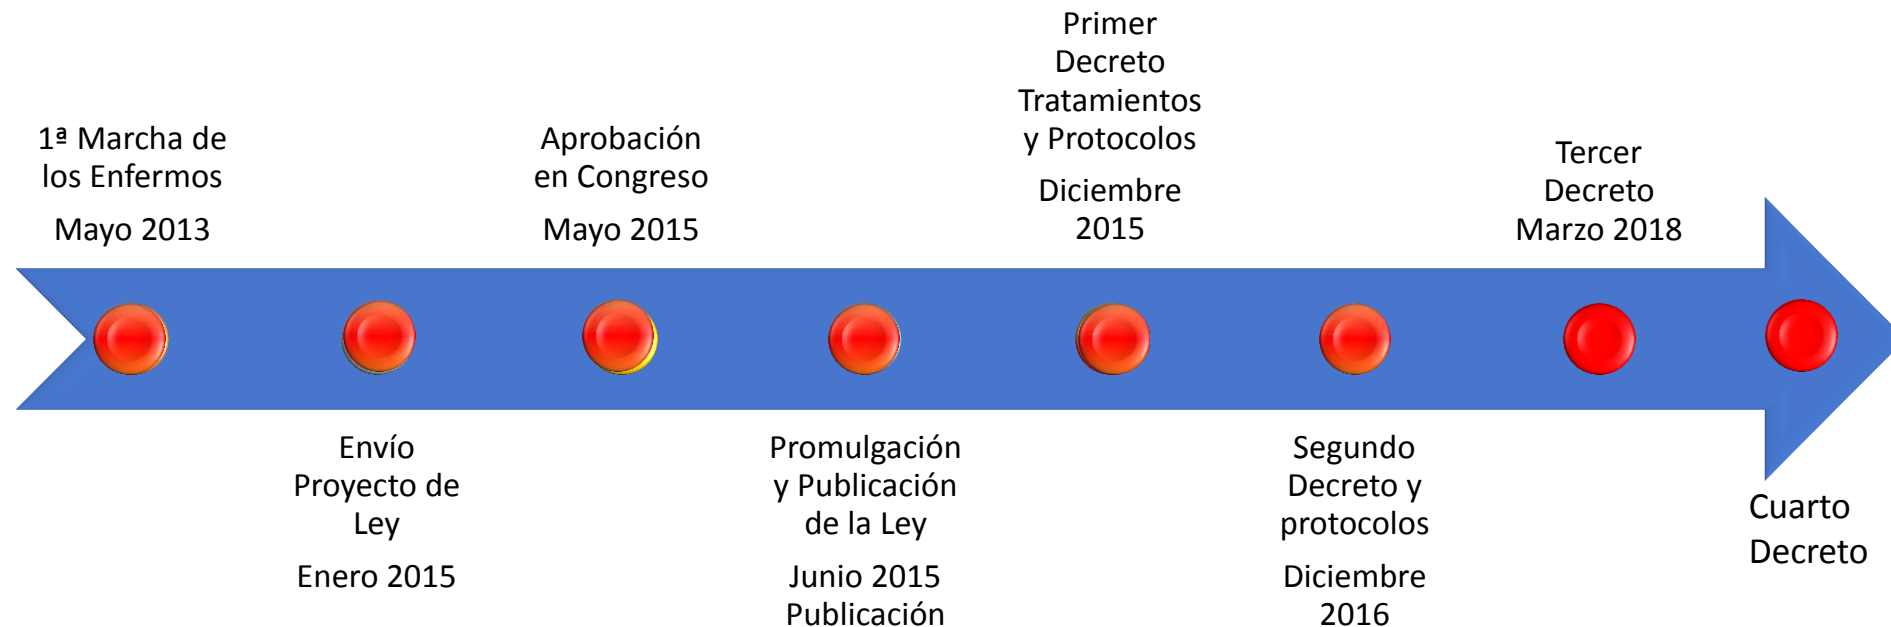 1ª Marcha de
los Enfermos
Mayo 2013
Envío
Proyecto de
Ley
Enero 2015
Aprobación
en Congreso
Mayo 2015
Promulgación
y Publicación
de la Ley
Junio 2015
Publicación
Primer
Decreto
Tratamientos
y Protocolos
Diciembre
2015
Segundo
Decreto y
protocolos
Diciembre
2016
Tercer
Decreto
Marzo 2018
Cuarto
Decreto